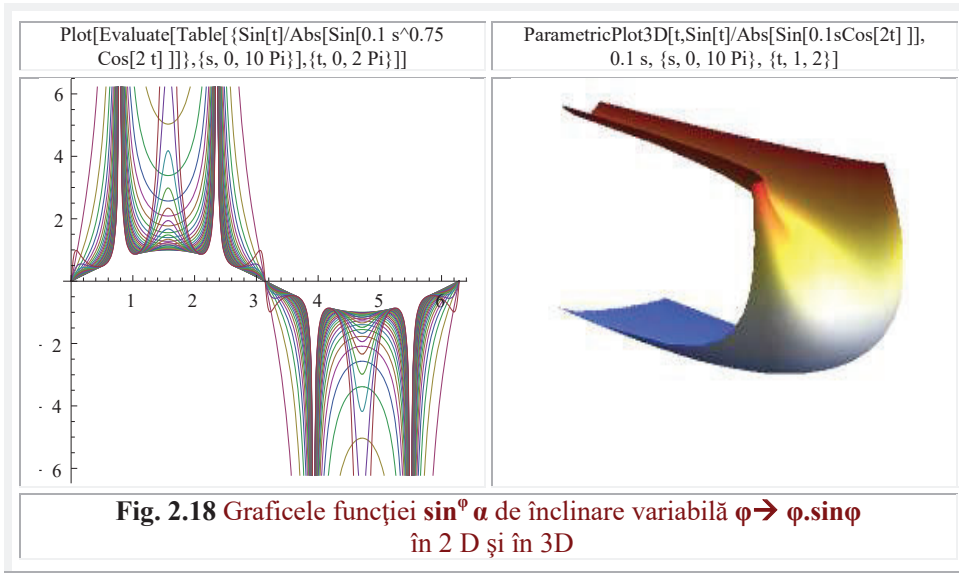 Plot[Evaluate[Table[{Sin[t]/Abs[Sin[0.1 s^0.75
Cos[2 t] ]]},{s, 0, 10 Pi}],{t, 0, 2 Pi}]]
ParametricPlot3D[t,Sin[t]/Abs[Sin[0.1sCos[2t] ]],
0.1 s, {s, 0, 10 Pi}, {t, 1, 2}]
6
4
2
1 2 3 4 5 6
- 2
- 4
- 6
Fig. 2.18 Graficele funcţiei sin^φ α de înclinare variabilă φ→ φ.sinφ
în 2 D şi în 3D